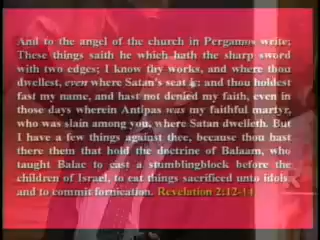 And to the angel of the church in Pergamos write;
These things saith he which hath the sharp sword
with two edges; I know thy works, and where thou
dwellest, even where Satan's seat is: and thou holdest
fast my name, and hast not denied my faith, even in
those days wherein Antipas was my faithful martyr,
who was slain among you, where Satan dwelleth. But
I have a few things against thee, because thou hast
there them that hold the doctrine of Balaam, who
taught Balac to cast a stumblingblock before the
children of Israel, to eat things sacrificed unto idols
and to commit fornication. Revelation 2:12-14